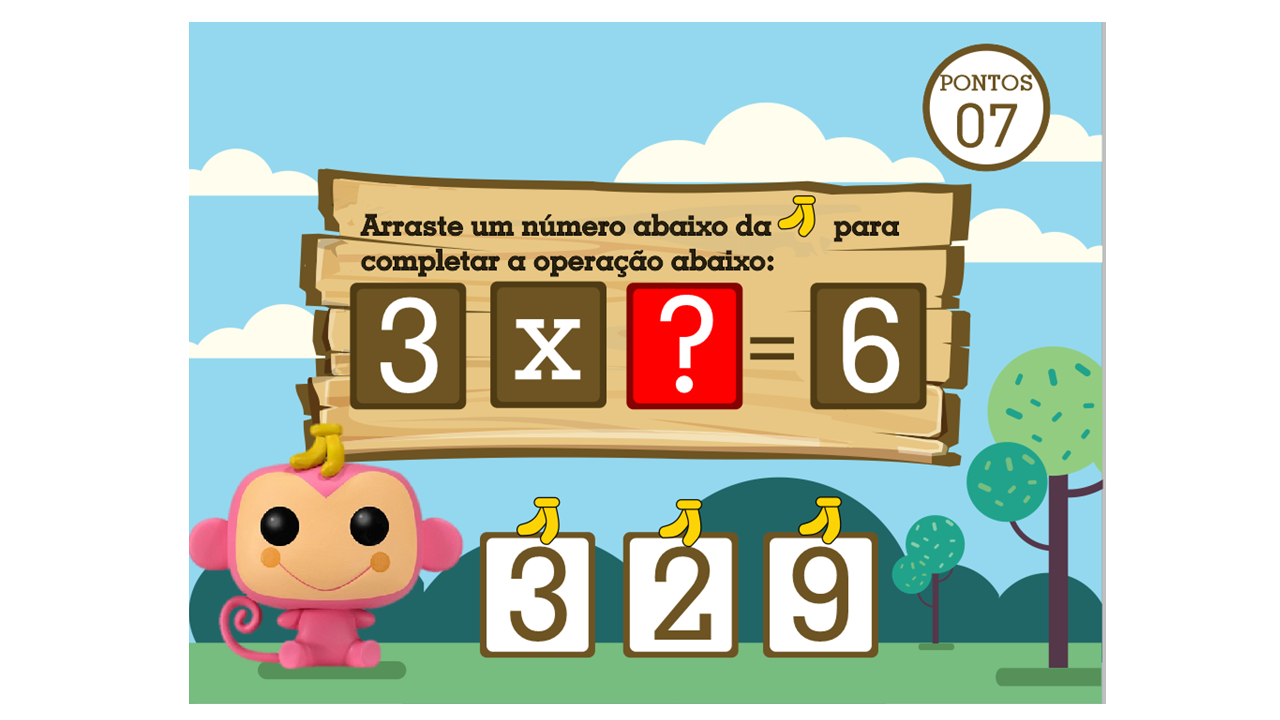 PONTOS
07
Arraste um número abaixo da para
completar a operação abaixo:
3 x ? = 6
3 2 9